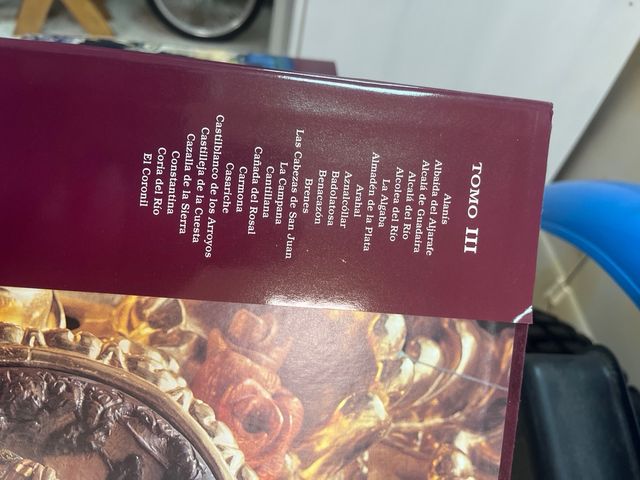 TOMO III
Alanís
Albaida del Aljarafe
Alcalá de Guadaira
Alcalá del Río
Alcolea del Río
La Algaba
Almadén de la Plata
Arahal
Aznalcóllar
Badolatosa
Benacazón
Brenes
Las Cabezas de San Juan
La Campana
Cantillana
Cañada del Rosal
Carmona
Casariche
Castilblanco de los Arroyos
Castilleja de la Cuesta
Cazalla de la Sierra
Constantina
Coria del Río
El Coronil